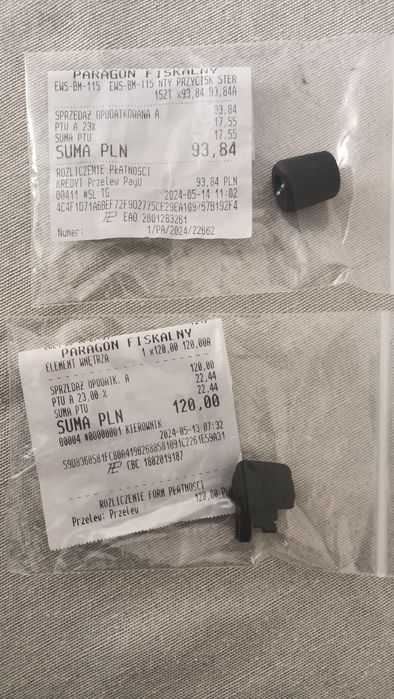 PARAGON FISKALNY
EWS-BM-115 EWS-BM-115 NTY PRZYCISK STER
1SZT x93,84 93,84A
SPRZEDAŻ OPODATKOWANA A 93,84
PTU A 23% 17,55
SUMA PTU 17,55
SUMA PLN 93,84
ROZLICZENIE PŁATNOŚCI
KREDYT Przelew PayU 93,84 PLN
00411 #SL TG 2024-05-14 11:02
EAO 2001283261
Numer: 1/PA/2024/22662
PARAGON FISKALNY
ELEMENT WNĘTRZA 1 x120,00 120,00A
SPRZEDAŻ OPODATK. A 120,00
PTU A 23,00 % 22,44
SUMA PTU 22,44
SUMA PLN 120,00
00004 #00000001 KIEROWNIK 2024-05-13 07:32
CBC 1802019187
ROZLICZENIE FORM PŁATNOŚCI
Przelew: Przelew 120,00